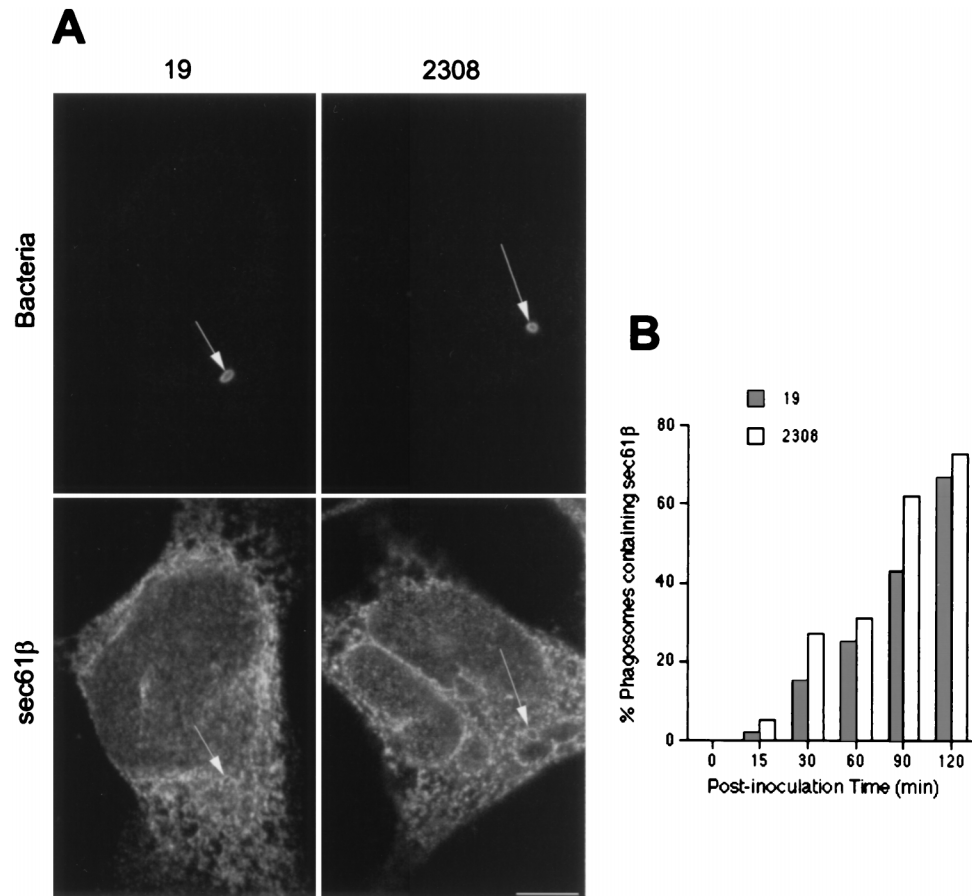 A
19 2308
Bacteria
sec61β
B
19
2308
% Phagosomes containing sec61β
80
60
40
20
0
0 15 30 60 90 120
Post-inoculation Time (min)